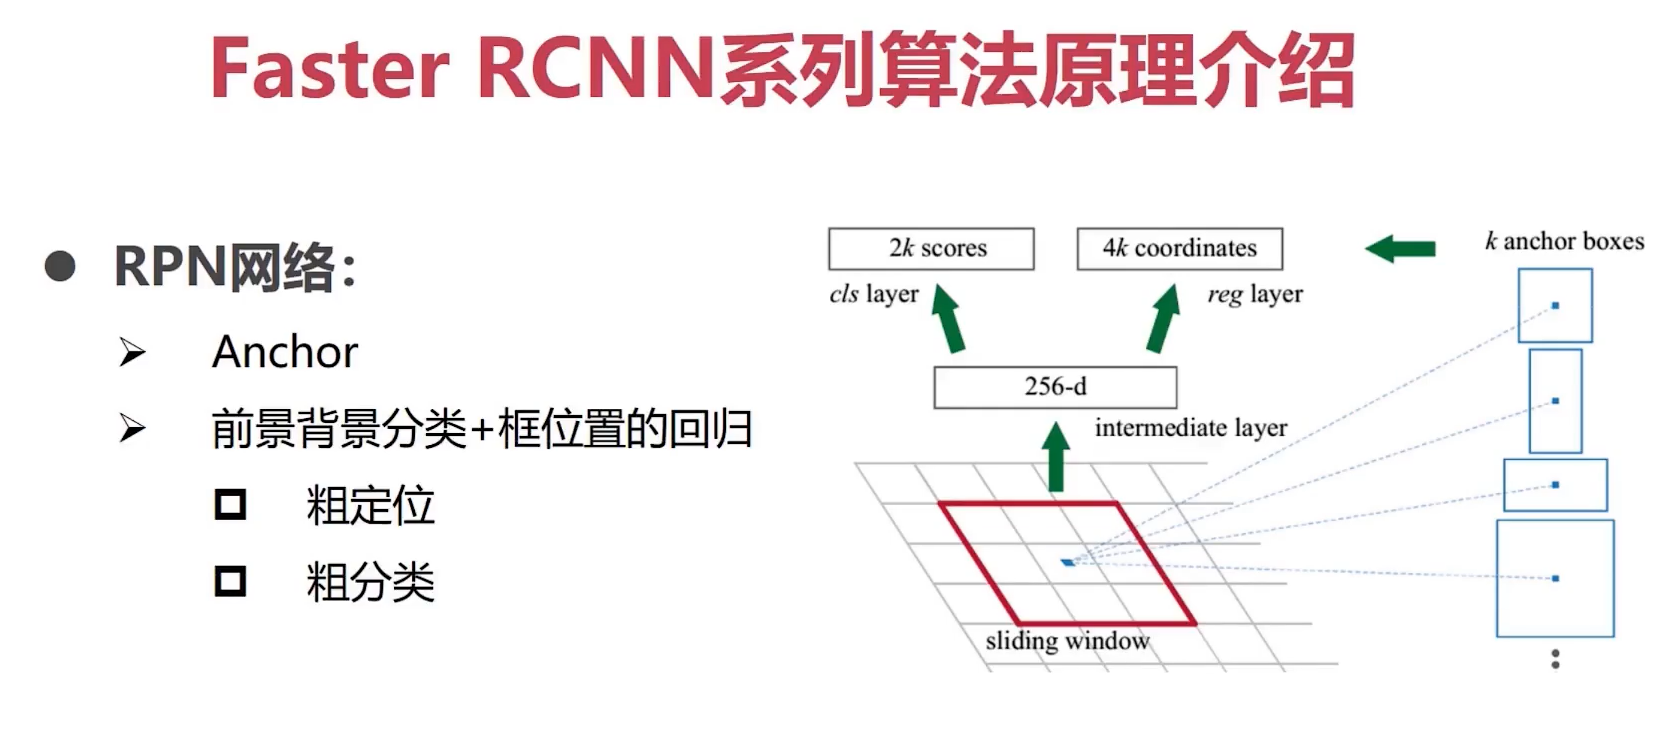 Faster RCNN系列算法原理介绍
● RPN网络：
➢ Anchor
➢ 前景背景分类+框位置的回归
粗定位
粗分类
2k scores
4k coordinates
k anchor boxes
cls layer
reg layer
256-d
intermediate layer
sliding window